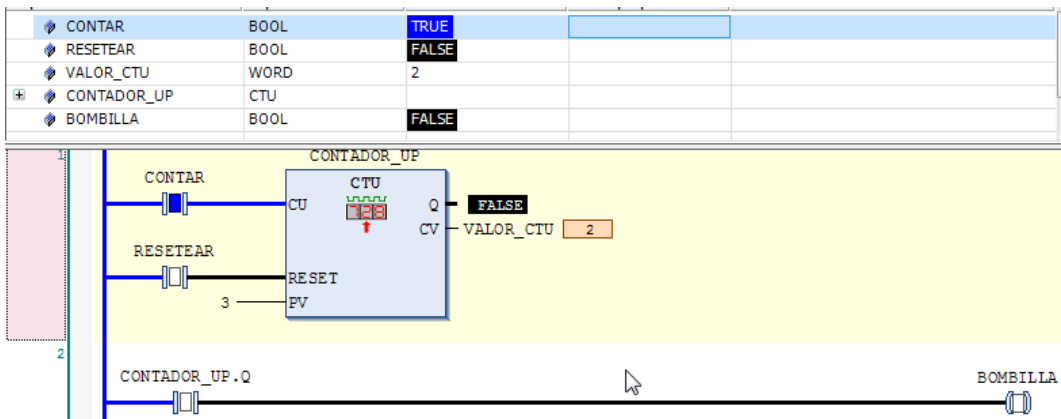 CONTAR BOOL TRUE
RESETEAR BOOL FALSE
VALOR_CTU WORD 2
CONTADOR_UP CTU
BOMBILLA BOOL FALSE
1
CONTADOR_UP
CONTAR
CTU
728
CU
Q FALSE
CV VALOR_CTU 2
RESETEAR
RESET
3 PV
2
CONTADOR_UP.Q
BOMBILLA